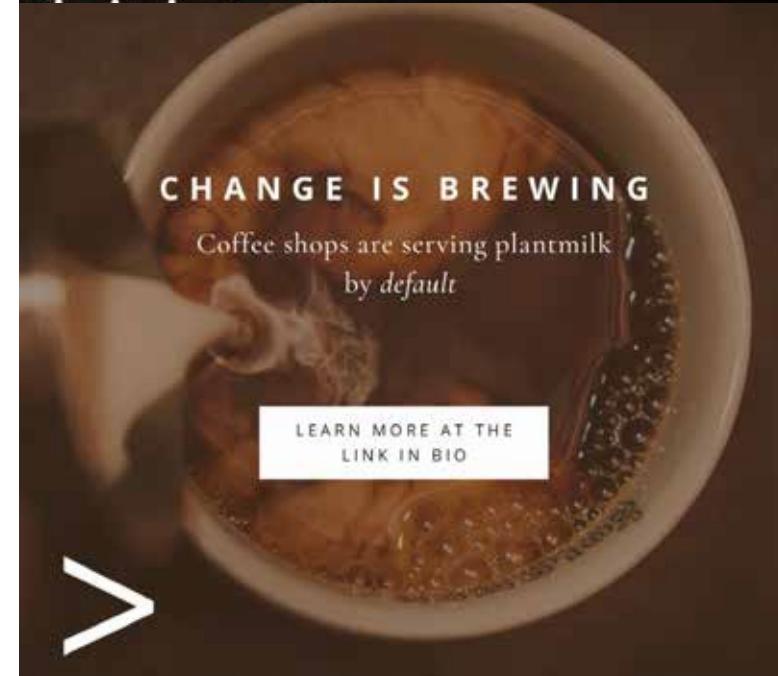 CHANGE IS BREWING
Coffee shops are serving plantmilk
by default
LEARN MORE AT THE
LINK IN BIO
>